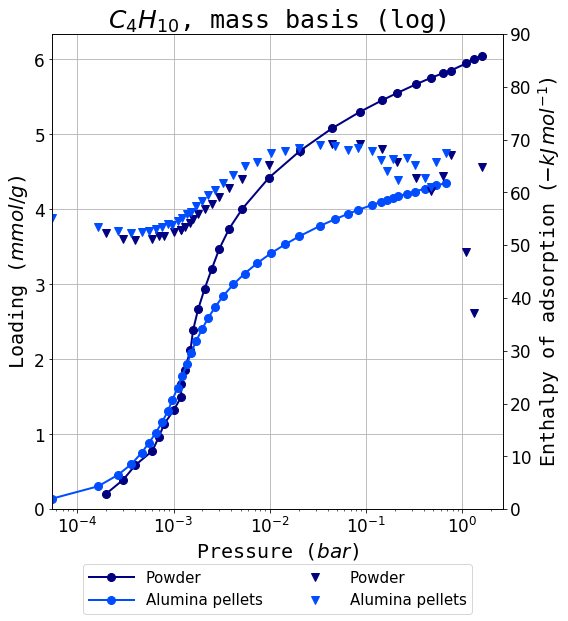 C₄H₁₀, mass basis (log)
Loading (mmol/g)
6
5
4
3
2
1
0
90
80
70
60
50
40
30
20
10
0
Enthalpy of adsorption (−kJ mol⁻¹)
10⁻⁴ 10⁻³ 10⁻² 10⁻¹ 10⁰
Pressure (bar)
Powder Powder
Alumina pellets Alumina pellets